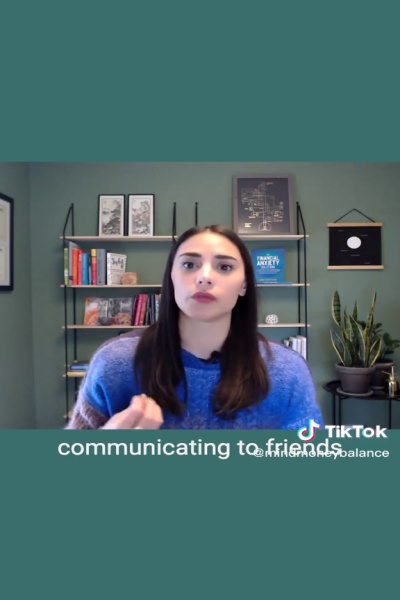 FINANCIAL
ANXIETY
communicating to friends
TikTok
@mindmoneybalance